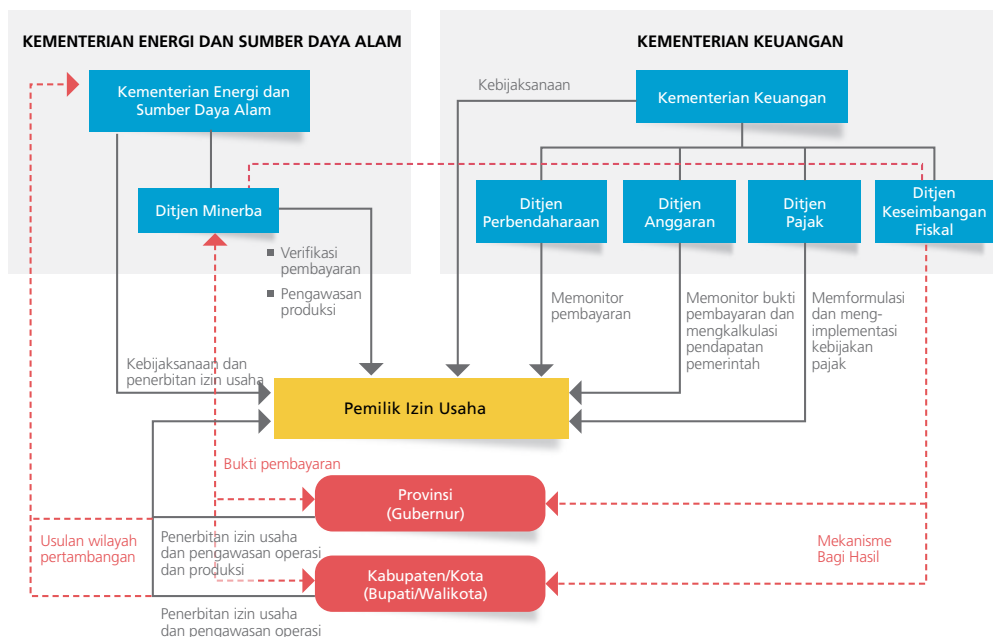 KEMENTERIAN ENERGI DAN SUMBER DAYA ALAM
KEMENTERIAN KEUANGAN
Kementerian Energi dan
Sumber Daya Alam
Kebijaksanaan
Kementerian Keuangan
Ditjen Minerba
Ditjen
Perbendaharaan
Ditjen
Anggaran
Ditjen
Pajak
Ditjen
Keseimbangan
Fiskal
■ Verifikasi
pembayaran
■ Pengawasan
produksi
Memonitor
pembayaran
Memonitor bukti
pembayaran dan
mengkalkulasi
pendapatan
pemerintah
Memformulasi
dan meng-
implementasi
kebijakan
pajak
Kebijaksanaan dan
penerbitan izin usaha
Pemilik Izin Usaha
Bukti pembayaran
Provinsi
(Gubernur)
Usulan wilayah
pertambangan
Penerbitan izin usaha
dan pengawasan operasi
dan produksi
Mekanisme
Bagi Hasil
Kabupaten/Kota
(Bupati/Walikota)
Penerbitan izin usaha
dan pengawasan operasi